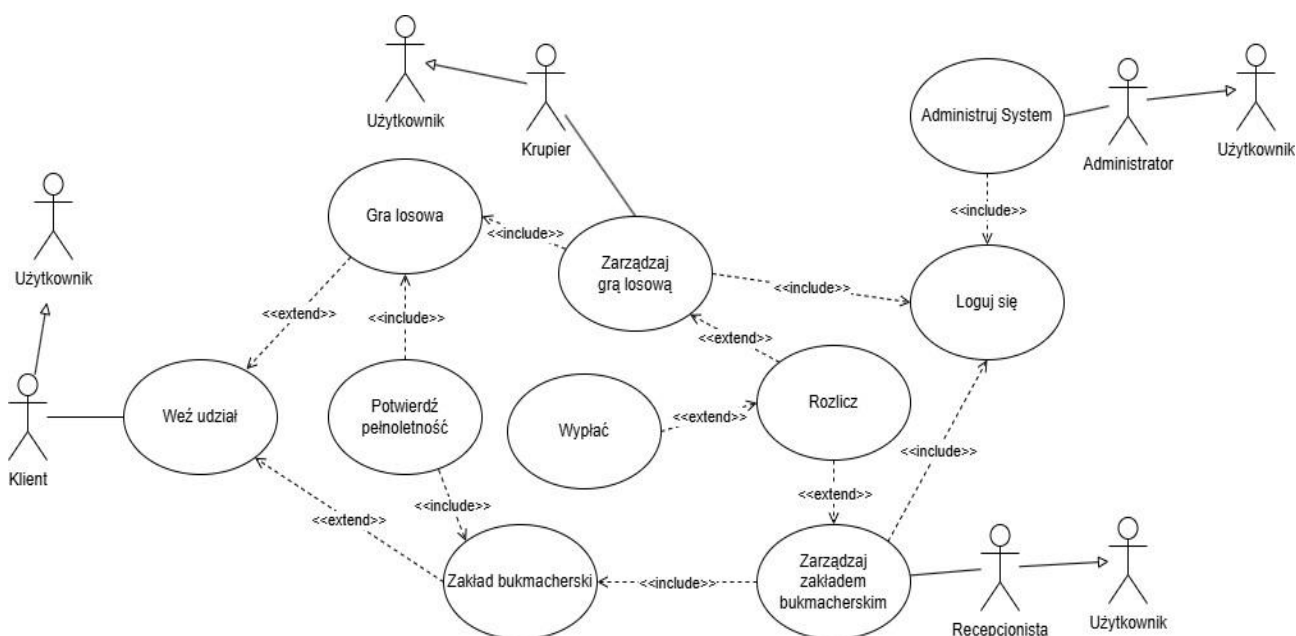 Użytkownik
Krupier
Administruj System
Administrator
Użytkownik
Użytkownik
Gra losowa
<<include>>
Zarządzaj
grą losową
<<include>>
<<include>>
Loguj się
<<extend>>
<<include>>
<<extend>>
Klient
Weź udział
Potwierdź
pełnoletność
Wypłać
<<extend>>
Rozlicz
<<include>>
<<extend>>
<<include>>
<<extend>>
Zakład bukmacherski
<<include>>
Zarządzaj
zakładem
bukmacherskim
Recepcjonista
Użytkownik